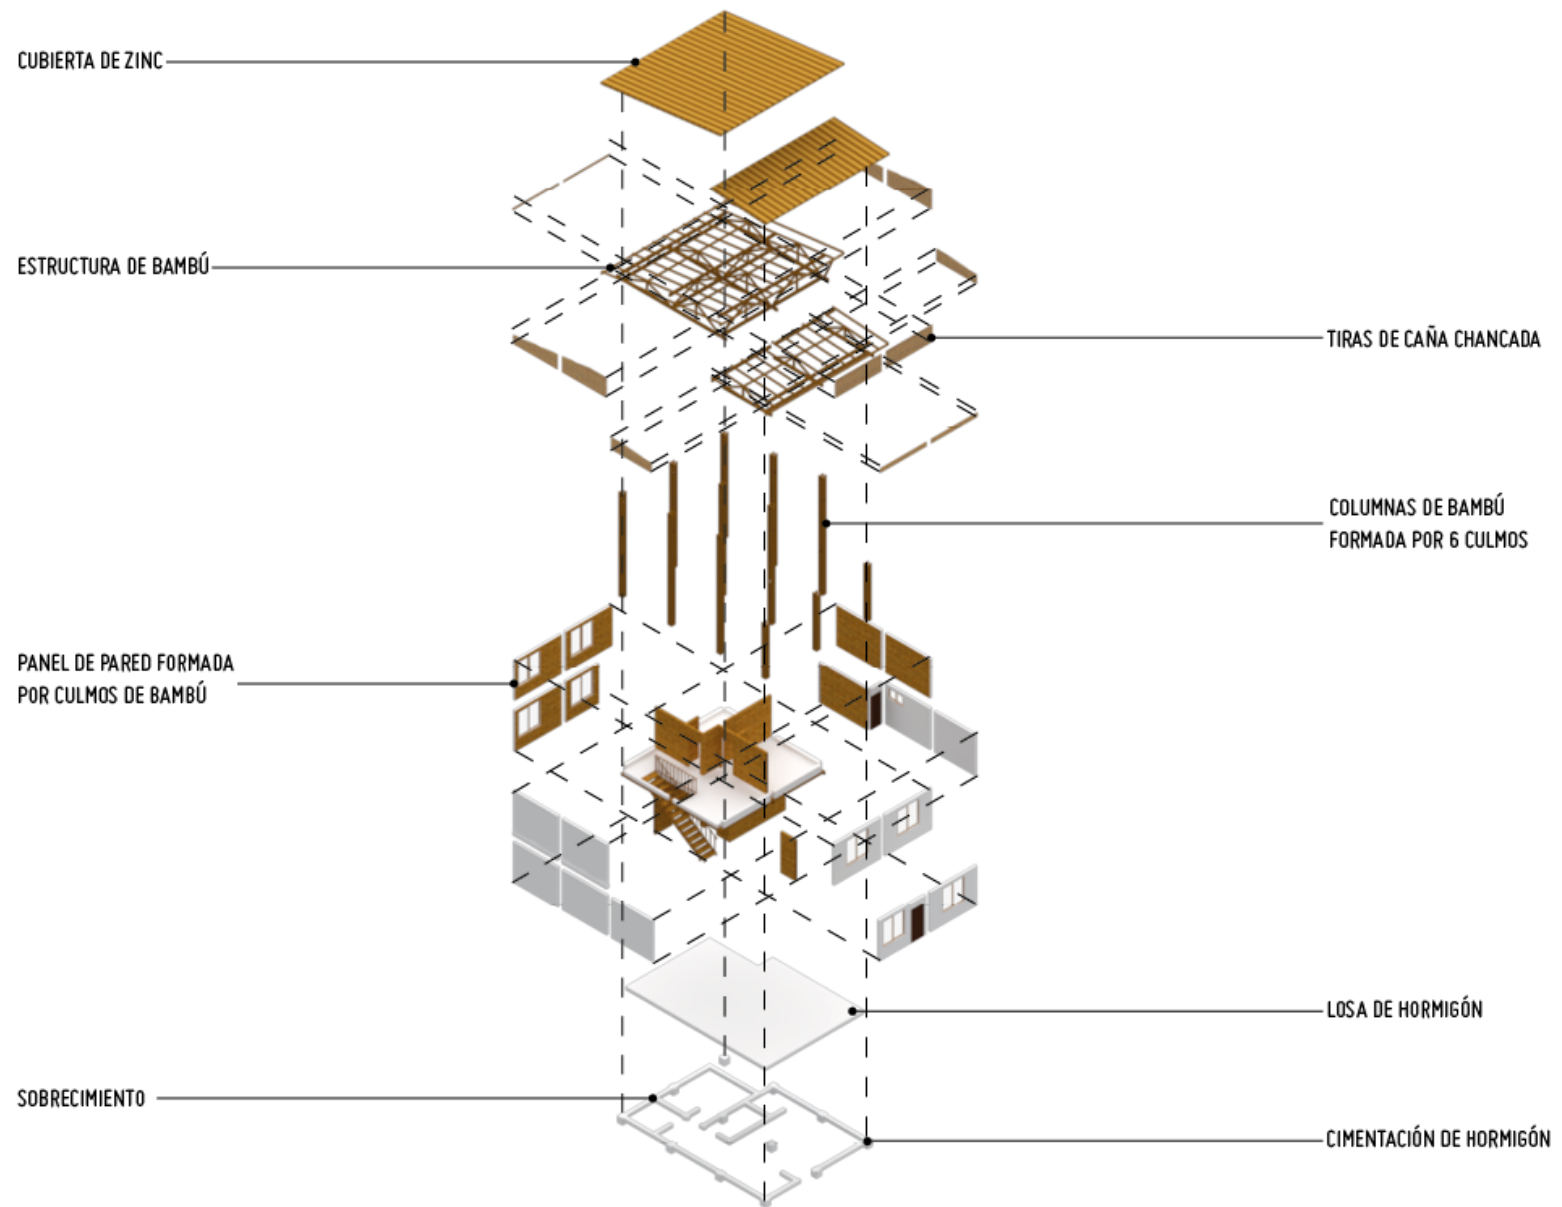 CUBIERTA DE ZINC
ESTRUCTURA DE BAMBÚ
TIRAS DE CAÑA CHANCADA
COLUMNAS DE BAMBÚ
FORMADA POR 6 CULMOS
PANEL DE PARED FORMADA
POR CULMOS DE BAMBÚ
LOSA DE HORMIGÓN
SOBRECIMIENTO
CIMENTACIÓN DE HORMIGÓN